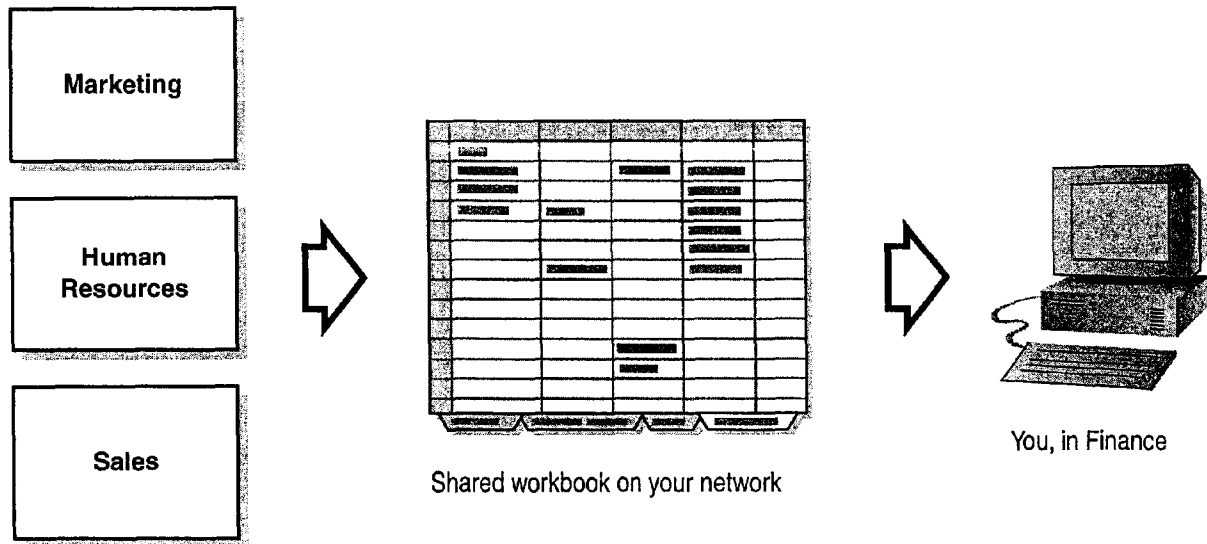 Marketing
Human
Resources
Sales
Shared workbook on your network
You, in Finance